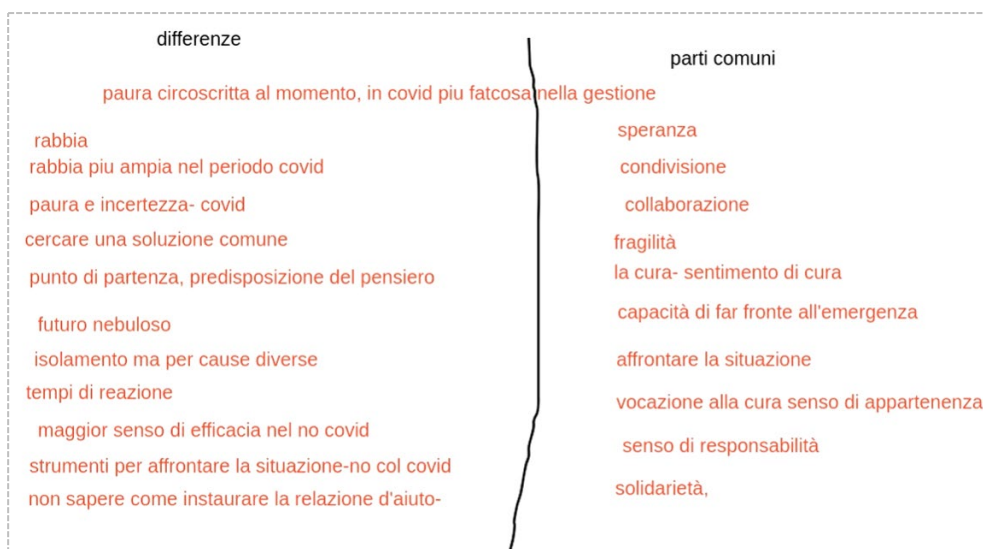 differenze
paura circoscritta al momento, in covid piu fatcosa nella gestione
rabbia
rabbia piu ampia nel periodo covid
paura e incertezza- covid
cercare una soluzione comune
punto di partenza, predisposizione del pensiero
futuro nebuloso
isolamento ma per cause diverse
tempi di reazione
maggior senso di efficacia nel no covid
strumenti per affrontare la situazione-no col covid
non sapere come instaurare la relazione d'aiuto-
parti comuni
speranza
condivisione
collaborazione
fragilità
la cura- sentimento di cura
capacità di far fronte all'emergenza
affrontare la situazione
vocazione alla cura senso di appartenenza
senso di responsabilità
solidarietà,